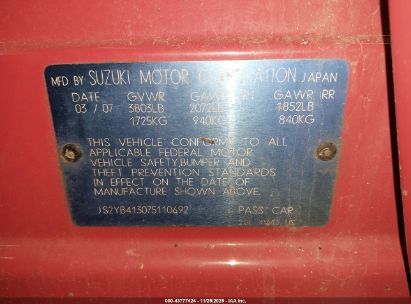 MFD BY SUZUKI MOTOR CORPORATION JAPAN
DATE GVWR GAWR FRT GAWR RR
03 / 07 3803LB 2072LB 1852LB
1725KG 940KG 840KG
THIS VEHICLE CONFORMS TO ALL
APPLICABLE FEDERAL MOTOR
VEHICLE SAFETY,BUMPER AND
THEFT PREVENTION STANDARDS
IN EFFECT ON THE DATE OF
MANUFACTURE SHOWN ABOVE.
JS2YB413075110692 PASS CAR